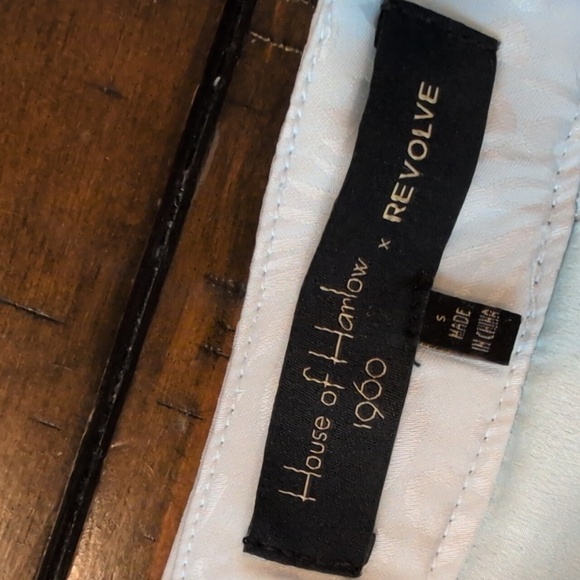 House of Harlow
1960
x
REVOLVE
S
MADE
IN CHINA